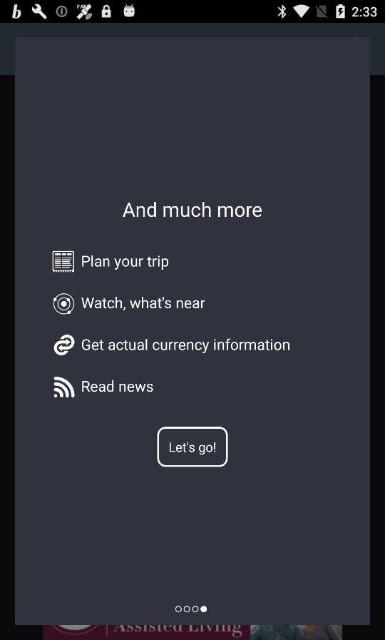 2:33
And much more
Plan your trip
Watch, what's near
Get actual currency information
Read news
Let's go!
Assisted Living